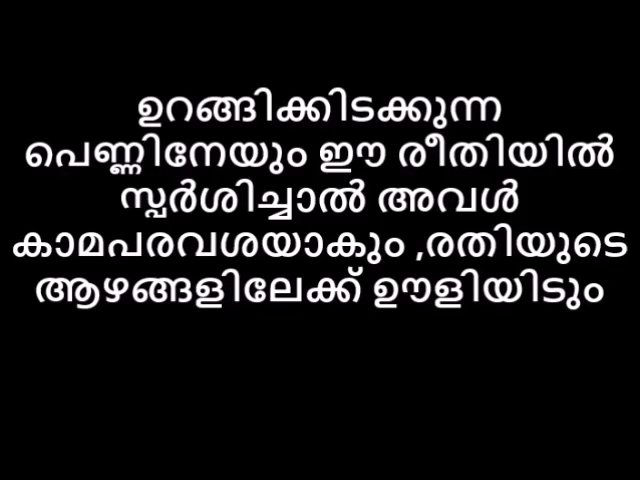 ഉറങ്ങിക്കിടക്കുന്ന
പെണ്ണിനേയും ഈ രീതിയിൽ
സ്പർശിച്ചാൽ അവൾ
കാമപരവശയാകും ,രതിയുടെ
ആഴങ്ങളിലേക്ക് ഊളിയിടും